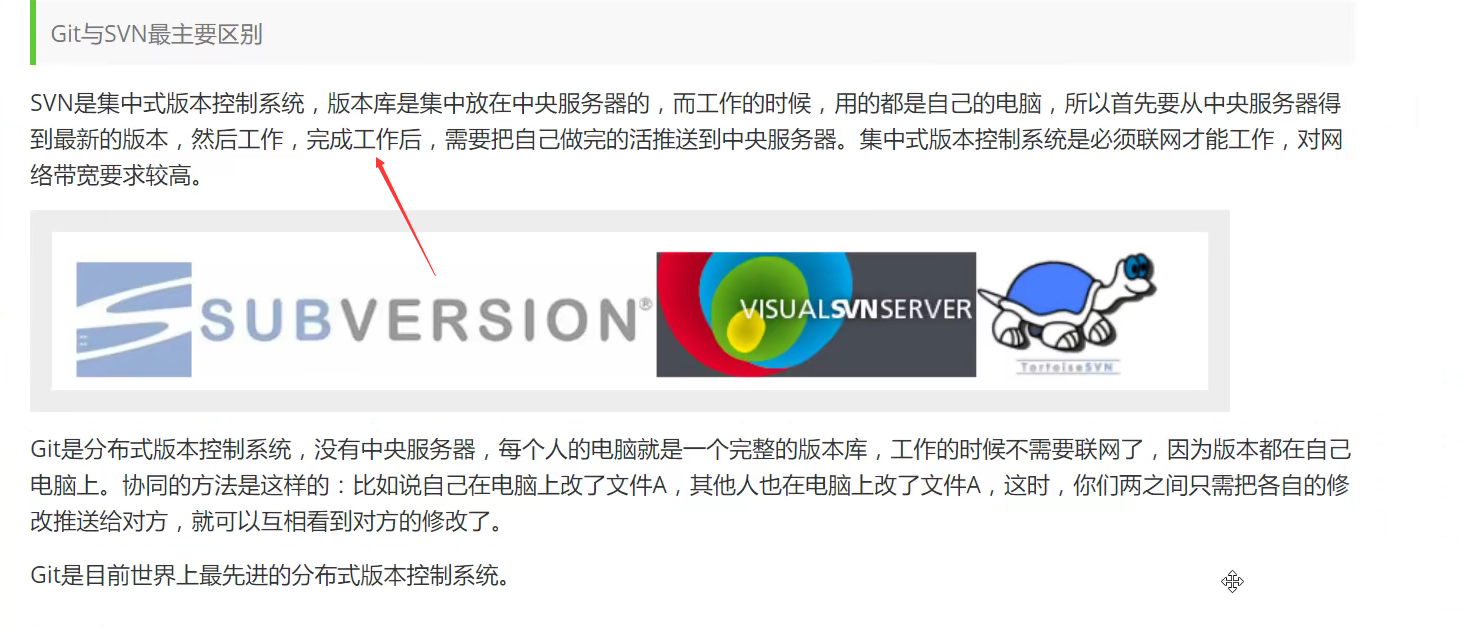 Git与SVN最主要区别
SVN是集中式版本控制系统，版本库是集中放在中央服务器的，而工作的时候，用的都是自己的电脑，所以首先要从中央服务器得
到最新的版本，然后工作，完成工作后，需要把自己做完的活推送到中央服务器。集中式版本控制系统是必须联网才能工作，对网
络带宽要求较高。
SUBVERSION®
VISUALSVNSERVER
TortoiseSVN
Git是分布式版本控制系统，没有中央服务器，每个人的电脑就是一个完整的版本库，工作的时候不需要联网了，因为版本都在自己
电脑上。协同的方法是这样的：比如说自己在电脑上改了文件A，其他人也在电脑上改了文件A，这时，你们两之间只需把各自的修
改推送给对方，就可以互相看到对方的修改了。
Git是目前世界上最先进的分布式版本控制系统。